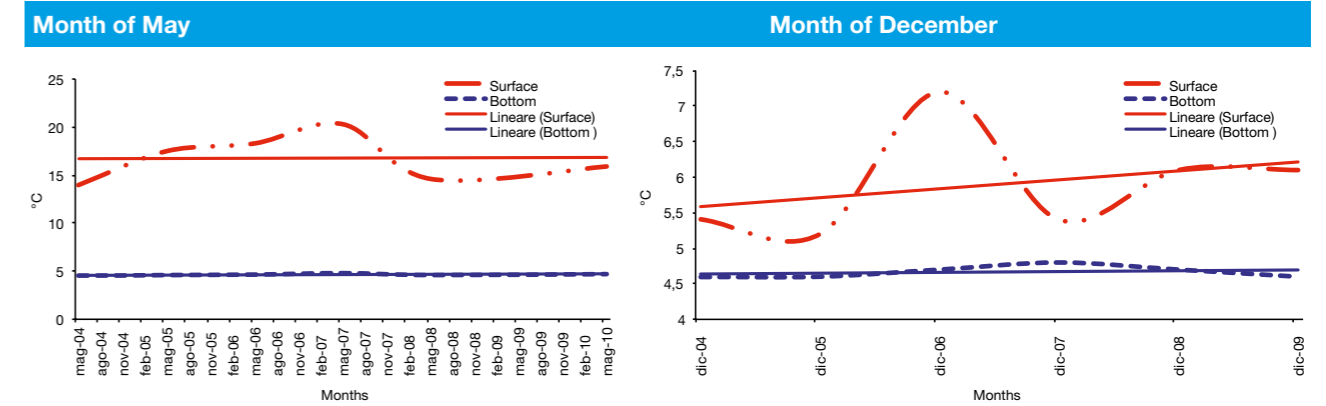 Month of May
Month of December
25
20
15
10
5
0
°C
Surface
Bottom
Lineare (Surface)
Lineare (Bottom )
mag-04
ago-04
nov-04
feb-05
mag-05
ago-05
nov-05
feb-06
mag-06
ago-06
nov-06
feb-07
mag-07
ago-07
nov-07
feb-08
mag-08
ago-08
nov-08
feb-09
mag-09
ago-09
nov-09
feb-10
mag-10
Months
7,5
7
6,5
6
5,5
5
4,5
4
°C
Surface
Bottom
Lineare (Surface)
Lineare (Bottom )
dic-04
dic-05
dic-06
dic-07
dic-08
dic-09
Months